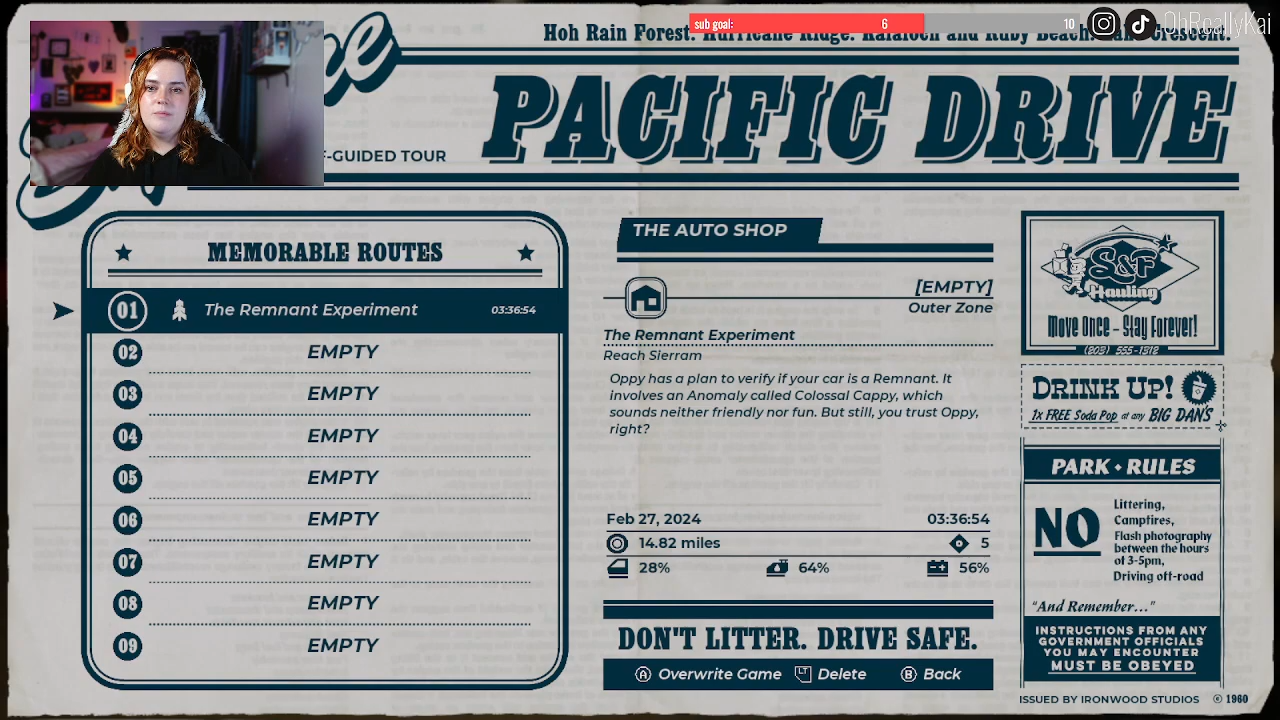 sub goal:
6
10
OhReallyKai
Hoh Rain Forest. Hurricane Ridge. Kalaloch and Ruby Beach. Lake Crescent.
PACIFIC DRIVE
F-GUIDED TOUR
MEMORABLE ROUTES
01 The Remnant Experiment 03:36:54
02 EMPTY
03 EMPTY
04 EMPTY
05 EMPTY
06 EMPTY
07 EMPTY
08 EMPTY
09 EMPTY
THE AUTO SHOP
[EMPTY]
Outer Zone
The Remnant Experiment
Reach Sierram
Oppy has a plan to verify if your car is a Remnant. It
involves an Anomaly called Colossal Cappy, which
sounds neither friendly nor fun. But still, you trust Oppy,
right?
Feb 27, 2024 03:36:54
14.82 miles 5
28% 64% 56%
DON'T LITTER. DRIVE SAFE.
A Overwrite Game LT Delete B Back
S&F
Hauling
Move Once - Stay Forever!
(803) 555-1312
DRINK UP!
1x FREE Soda Pop at any BIG DAN'S
PARK • RULES
NO
Littering,
Campfires,
Flash photography
between the hours
of 3-5pm,
Driving off-road
"And Remember..."
INSTRUCTIONS FROM ANY
GOVERNMENT OFFICIALS
YOU MAY ENCOUNTER
MUST BE OBEYED
ISSUED BY IRONWOOD STUDIOS © 1960